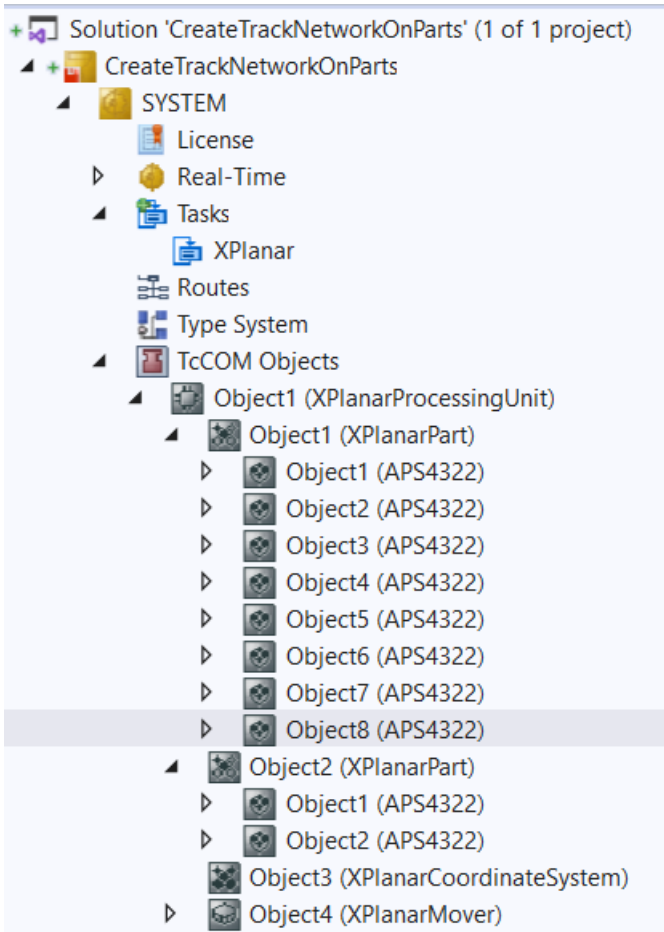 Solution 'CreateTrackNetworkOnParts' (1 of 1 project)
CreateTrackNetworkOnParts
SYSTEM
License
Real-Time
Tasks
XPlanar
Routes
Type System
TcCOM Objects
Object1 (XPlanarProcessingUnit)
Object1 (XPlanarPart)
Object1 (APS4322)
Object2 (APS4322)
Object3 (APS4322)
Object4 (APS4322)
Object5 (APS4322)
Object6 (APS4322)
Object7 (APS4322)
Object8 (APS4322)
Object2 (XPlanarPart)
Object1 (APS4322)
Object2 (APS4322)
Object3 (XPlanarCoordinateSystem)
Object4 (XPlanarMover)